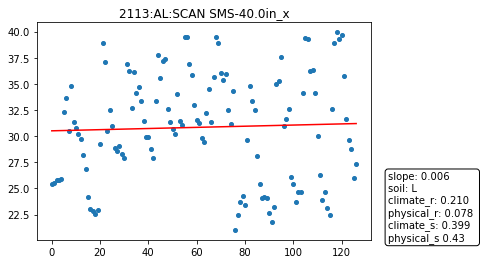 2113:AL:SCAN SMS-40.0in_x
40.0
37.5
35.0
32.5
30.0
27.5
25.0
22.5
0 20 40 60 80 100 120
slope: 0.006
soil: L
climate_r: 0.210
physical_r: 0.078
climate_s: 0.399
physical_s 0.43